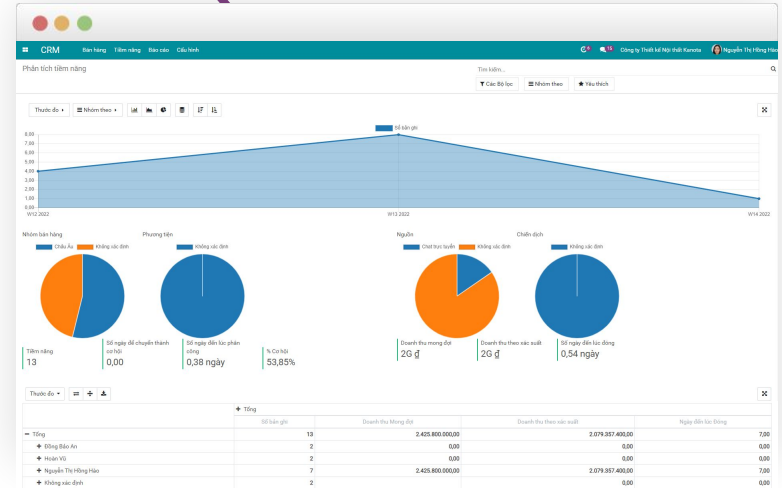 CRM Bán hàng Tiềm năng Báo cáo Cấu hình 6 15 Công ty Thiết kế Nội thất Kanota Nguyễn Thị Hồng Hào
Phân tích tiềm năng Tìm kiếm...
Các Bộ lọc Nhóm theo Yêu thích
Thước đo Nhóm theo
Số bản ghi
8,00
7,00
6,00
5,00
4,00
3,00
2,00
1,00
0,00
W12 2022 W13 2022 W14 2022
Nhóm bán hàng Phương tiện Nguồn Chiến dịch
Châu Âu Không xác định Không xác định Chat trực tuyến Không xác định Không xác định
Tiềm năng
13
Số ngày để chuyển thành
cơ hội
0,00
Số ngày đến lúc phân
công
0,38 ngày
% Cơ hội
53,85%
Doanh thu mong đợi
2G ₫
Doanh thu theo xác suất
2G ₫
Số ngày đến lúc đóng
0,54 ngày
Thước đo
Tổng
Số bản ghi Doanh thu Mong đợi Doanh thu theo xác suất Ngày đến lúc Đóng
Tổng 13 2.425.800.000,00 2.079.357.400,00 7,00
Đồng Bảo An 2 0,00 0,00 0,00
Hoàn Vũ 2 0,00 0,00 0,00
Nguyễn Thị Hồng Hào 7 2.425.800.000,00 2.079.357.400,00 7,00
Không xác định 2 0,00 0,00